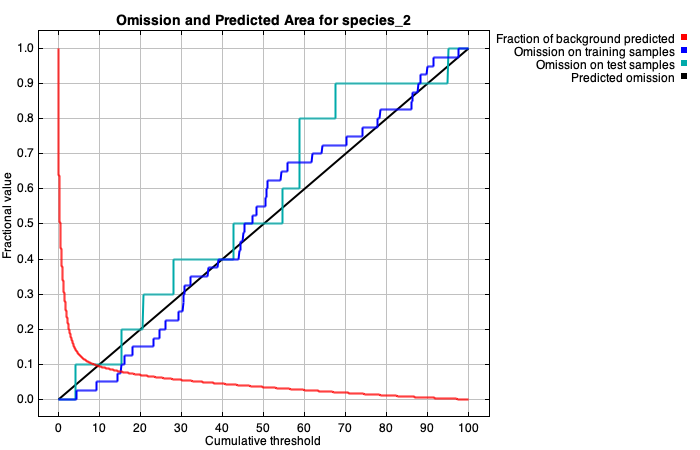 Omission and Predicted Area for species_2
Fraction of background predicted
Omission on training samples
Omission on test samples
Predicted omission
Fractional value
1.0
0.9
0.8
0.7
0.6
0.5
0.4
0.3
0.2
0.1
0.0
0 10 20 30 40 50 60 70 80 90 100
Cumulative threshold